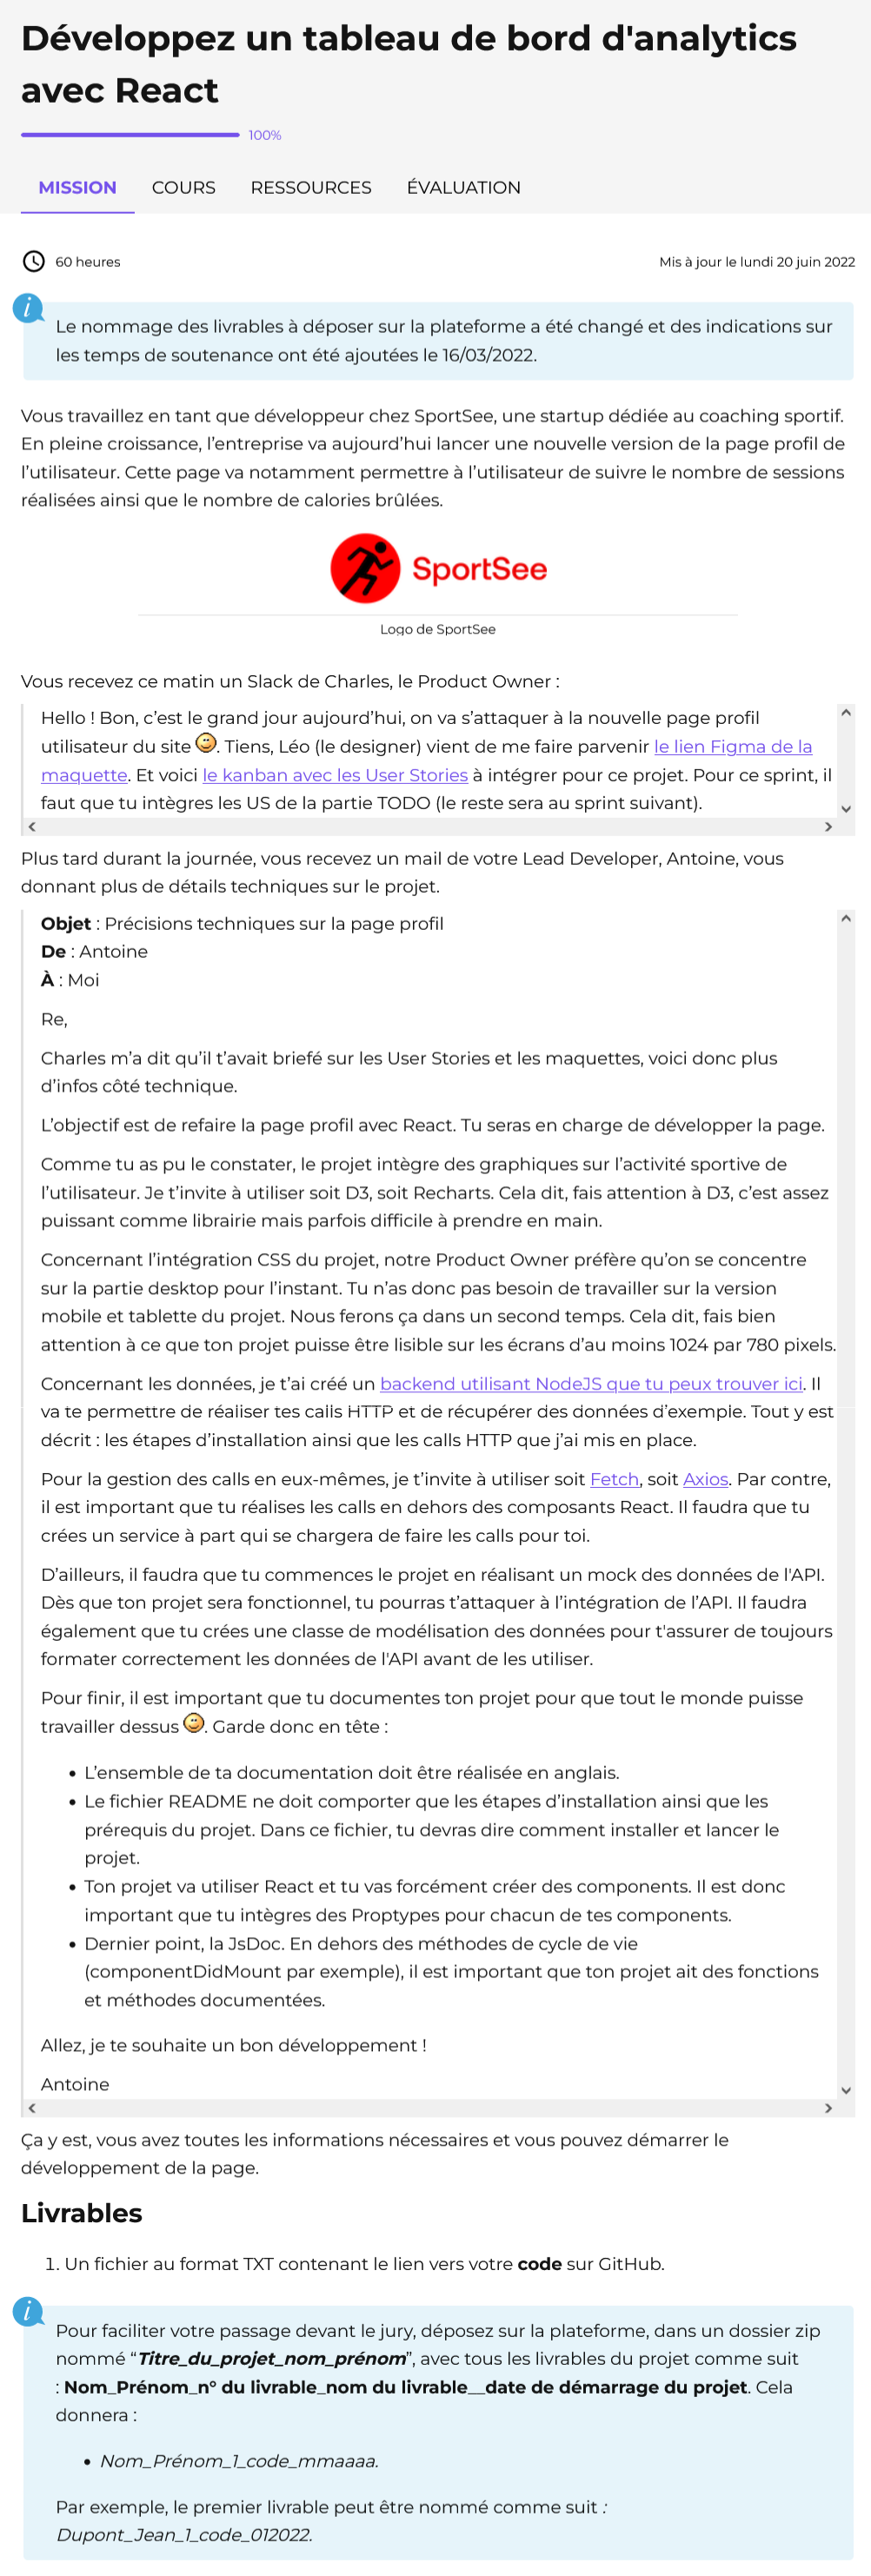 Développez un tableau de bord d'analytics
avec React
100%
MISSION COURS RESSOURCES ÉVALUATION
60 heures Mis à jour le lundi 20 juin 2022
Le nommage des livrables à déposer sur la plateforme a été changé et des indications sur
les temps de soutenance ont été ajoutées le 16/03/2022.
Vous travaillez en tant que développeur chez SportSee, une startup dédiée au coaching sportif.
En pleine croissance, l’entreprise va aujourd’hui lancer une nouvelle version de la page profil de
l’utilisateur. Cette page va notamment permettre à l’utilisateur de suivre le nombre de sessions
réalisées ainsi que le nombre de calories brûlées.
SportSee
Logo de SportSee
Vous recevez ce matin un Slack de Charles, le Product Owner :
Hello ! Bon, c’est le grand jour aujourd’hui, on va s’attaquer à la nouvelle page profil
utilisateur du site. Tiens, Léo (le designer) vient de me faire parvenir le lien Figma de la
maquette. Et voici le kanban avec les User Stories à intégrer pour ce projet. Pour ce sprint, il
faut que tu intègres les US de la partie TODO (le reste sera au sprint suivant).
Plus tard durant la journée, vous recevez un mail de votre Lead Developer, Antoine, vous
donnant plus de détails techniques sur le projet.
Objet : Précisions techniques sur la page profil
De : Antoine
À : Moi
Re,
Charles m’a dit qu’il t’avait briefé sur les User Stories et les maquettes, voici donc plus
d’infos côté technique.
L’objectif est de refaire la page profil avec React. Tu seras en charge de développer la page.
Comme tu as pu le constater, le projet intègre des graphiques sur l’activité sportive de
l’utilisateur. Je t’invite à utiliser soit D3, soit Recharts. Cela dit, fais attention à D3, c’est assez
puissant comme librairie mais parfois difficile à prendre en main.
Concernant l’intégration CSS du projet, notre Product Owner préfère qu’on se concentre
sur la partie desktop pour l’instant. Tu n’as donc pas besoin de travailler sur la version
mobile et tablette du projet. Nous ferons ça dans un second temps. Cela dit, fais bien
attention à ce que ton projet puisse être lisible sur les écrans d’au moins 1024 par 780 pixels.
Concernant les données, je t’ai créé un backend utilisant NodeJS que tu peux trouver ici. Il
va te permettre de réaliser tes calls HTTP et de récupérer des données d’exemple. Tout y est
décrit : les étapes d’installation ainsi que les calls HTTP que j’ai mis en place.
Pour la gestion des calls en eux-mêmes, je t’invite à utiliser soit Fetch, soit Axios. Par contre,
il est important que tu réalises les calls en dehors des composants React. Il faudra que tu
crées un service à part qui se chargera de faire les calls pour toi.
D’ailleurs, il faudra que tu commences le projet en réalisant un mock des données de l'API.
Dès que ton projet sera fonctionnel, tu pourras t’attaquer à l’intégration de l’API. Il faudra
également que tu crées une classe de modélisation des données pour t'assurer de toujours
formater correctement les données de l'API avant de les utiliser.
Pour finir, il est important que tu documentes ton projet pour que tout le monde puisse
travailler dessus. Garde donc en tête :
• L’ensemble de ta documentation doit être réalisée en anglais.
• Le fichier README ne doit comporter que les étapes d’installation ainsi que les
prérequis du projet. Dans ce fichier, tu devras dire comment installer et lancer le
projet.
• Ton projet va utiliser React et tu vas forcément créer des components. Il est donc
important que tu intègres des Proptypes pour chacun de tes components.
• Dernier point, la JsDoc. En dehors des méthodes de cycle de vie
(componentDidMount par exemple), il est important que ton projet ait des fonctions
et méthodes documentées.
Allez, je te souhaite un bon développement !
Antoine
Ça y est, vous avez toutes les informations nécessaires et vous pouvez démarrer le
développement de la page.
Livrables
1. Un fichier au format TXT contenant le lien vers votre code sur GitHub.
Pour faciliter votre passage devant le jury, déposez sur la plateforme, dans un dossier zip
nommé “Titre_du_projet_nom_prénom”, avec tous les livrables du projet comme suit
: Nom_Prénom_n° du livrable_nom du livrable__date de démarrage du projet. Cela
donnera :
• Nom_Prénom_1_code_mmaaaa.
Par exemple, le premier livrable peut être nommé comme suit :
Dupont_Jean_1_code_012022.